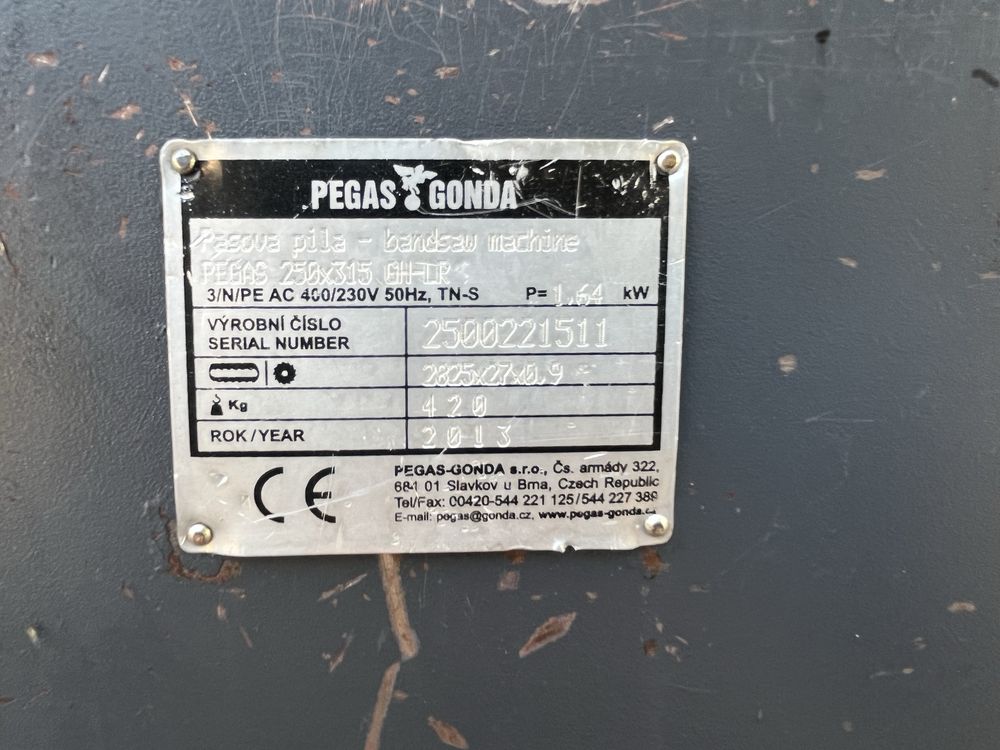 PEGAS GONDA
Pasova pila - bandsaw machine
PEGAS 250x315 GH-LR
3/N/PE AC 400/230V 50Hz, TN-S P= 1.64 kW
VÝROBNÍ ČÍSLO
SERIAL NUMBER 2500221511
2825x27x0.9
Kg 420
ROK/YEAR 2013
CE
PEGAS-GONDA s.r.o., Čs. armády 322,
684 01 Slavkov u Brna, Czech Republic
Tel/Fax: 00420-544 221 125/544 227 389
E-mail: pegas@gonda.cz, www.pegas-gonda.cz